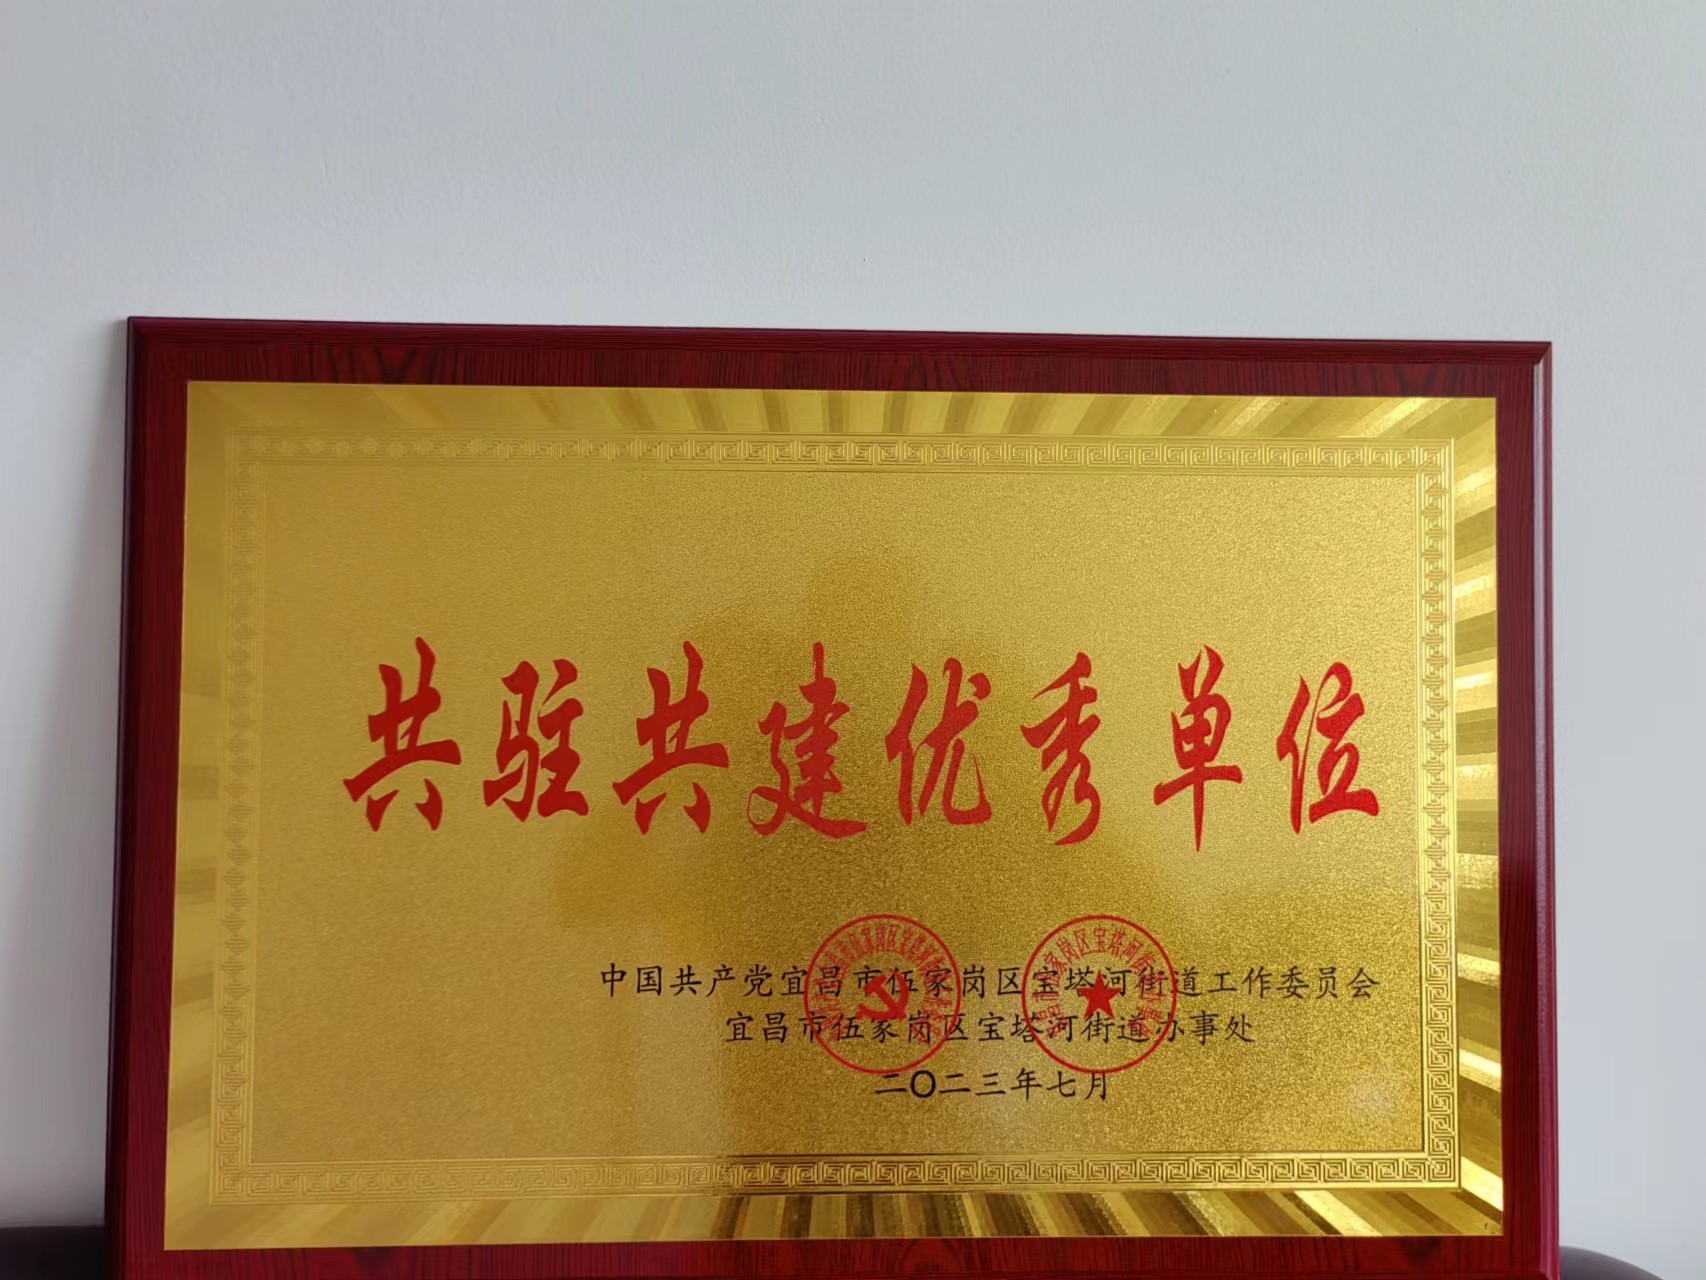 共驻共建优秀单位
中国共产党宜昌市伍家岗区宝塔河街道工作委员会
宜昌市伍家岗区宝塔河街道办事处
二〇二三年七月